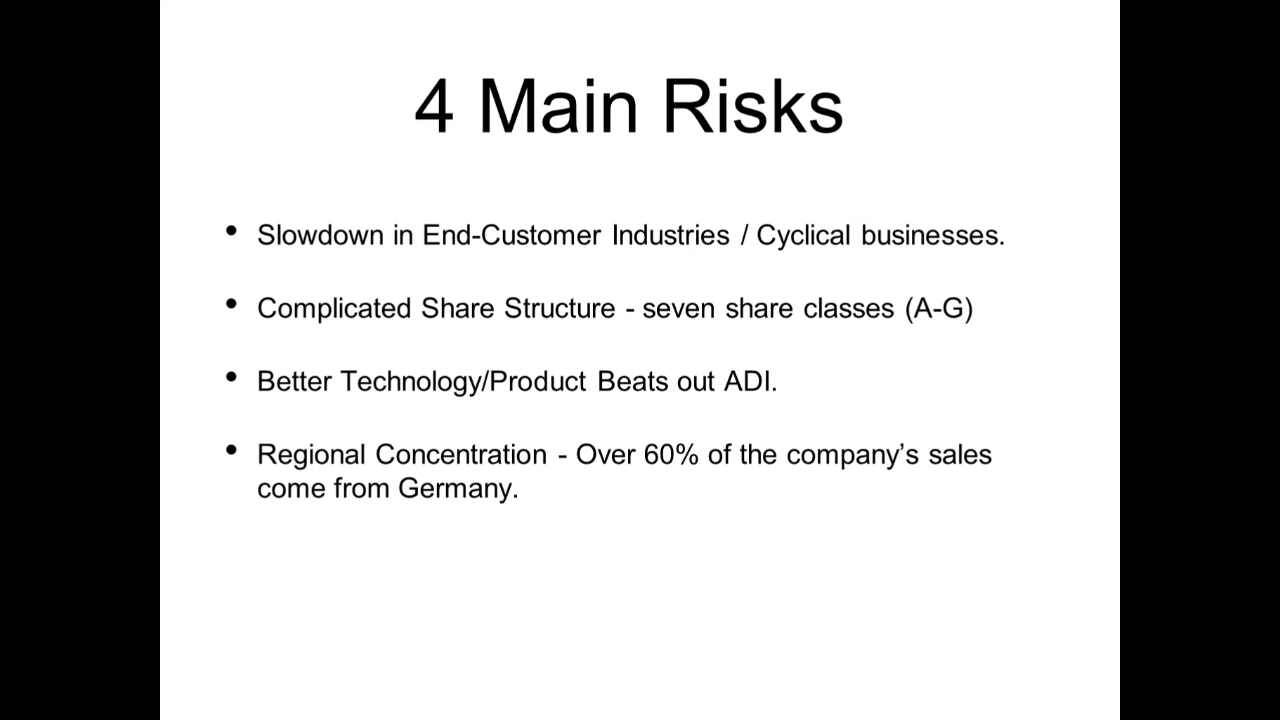 4 Main Risks
• Slowdown in End-Customer Industries / Cyclical businesses.
• Complicated Share Structure - seven share classes (A-G)
• Better Technology/Product Beats out ADI.
• Regional Concentration - Over 60% of the company’s sales
come from Germany.